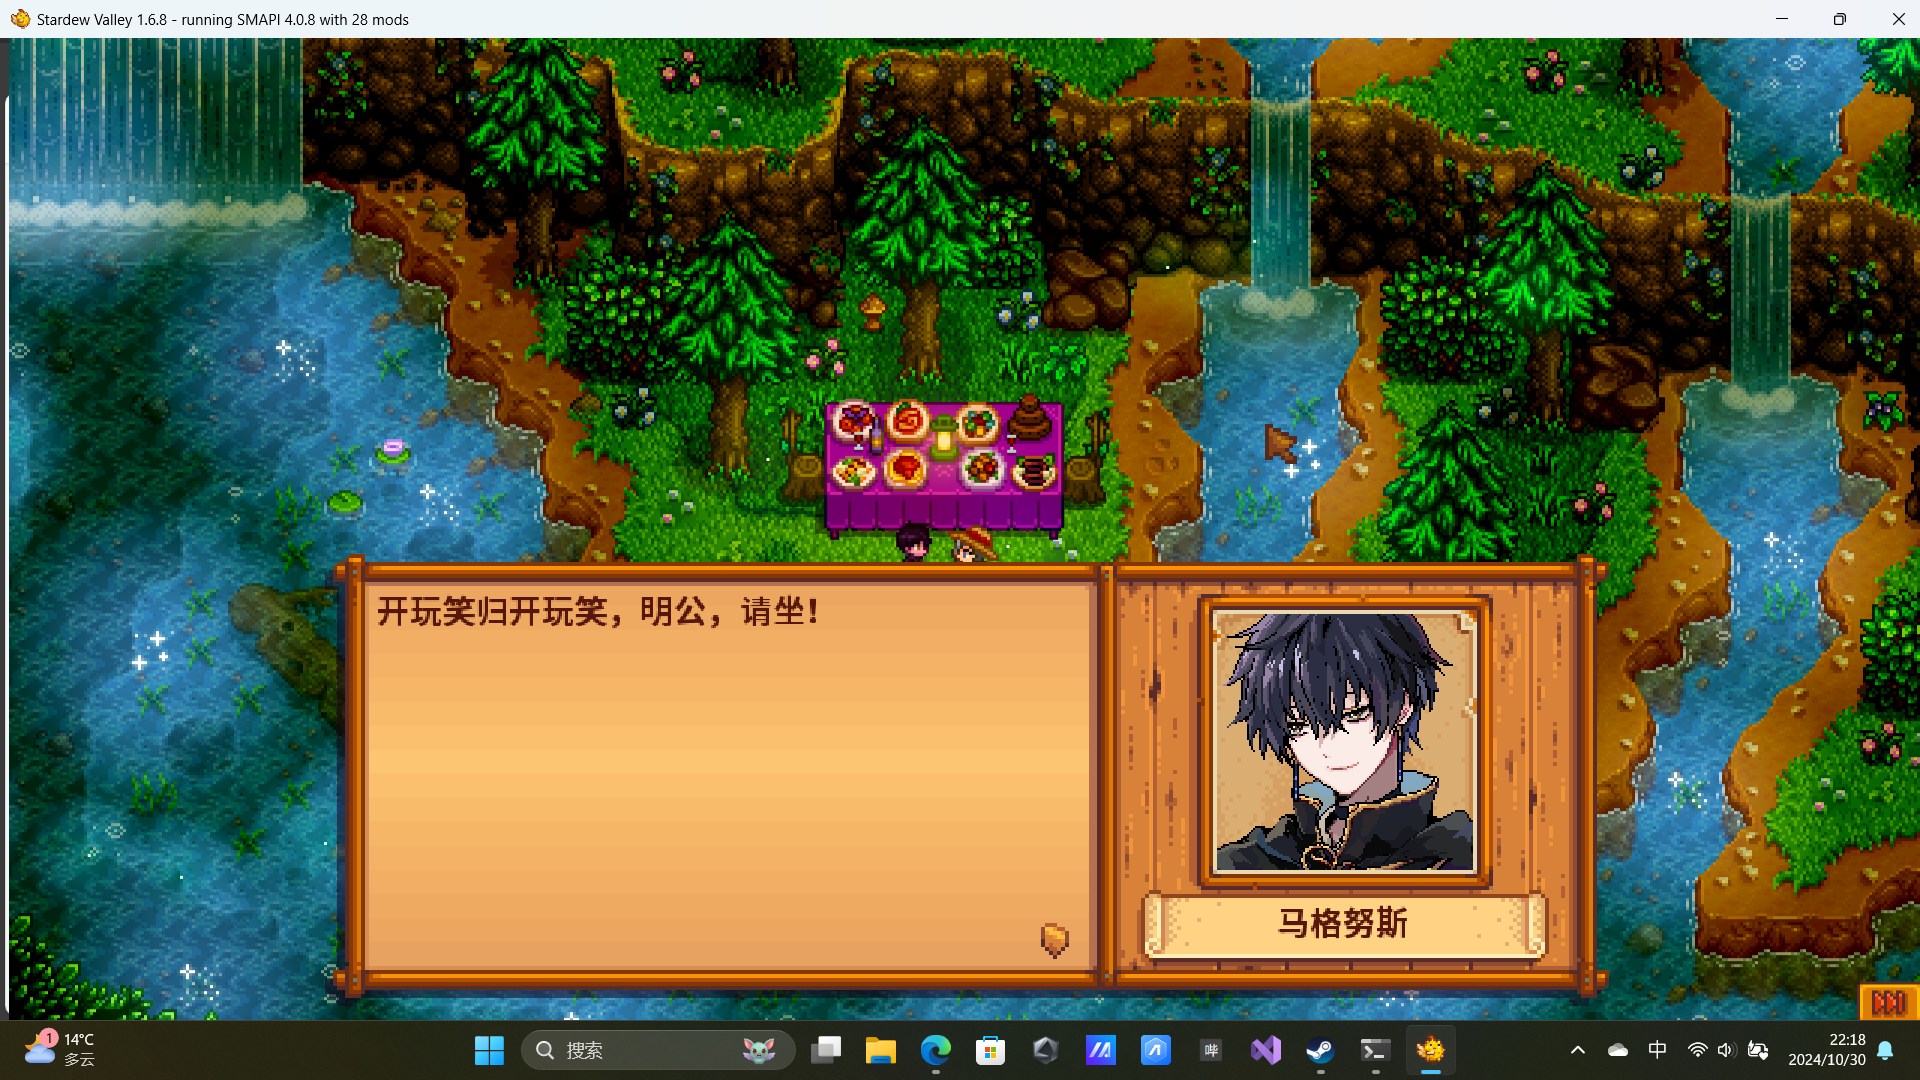 Stardew Valley 1.6.8 - running SMAPI 4.0.8 with 28 mods
开玩笑归开玩笑，明公，请坐！
马格努斯
1
14°C
多云
搜索
哔
中
22:18
2024/10/30